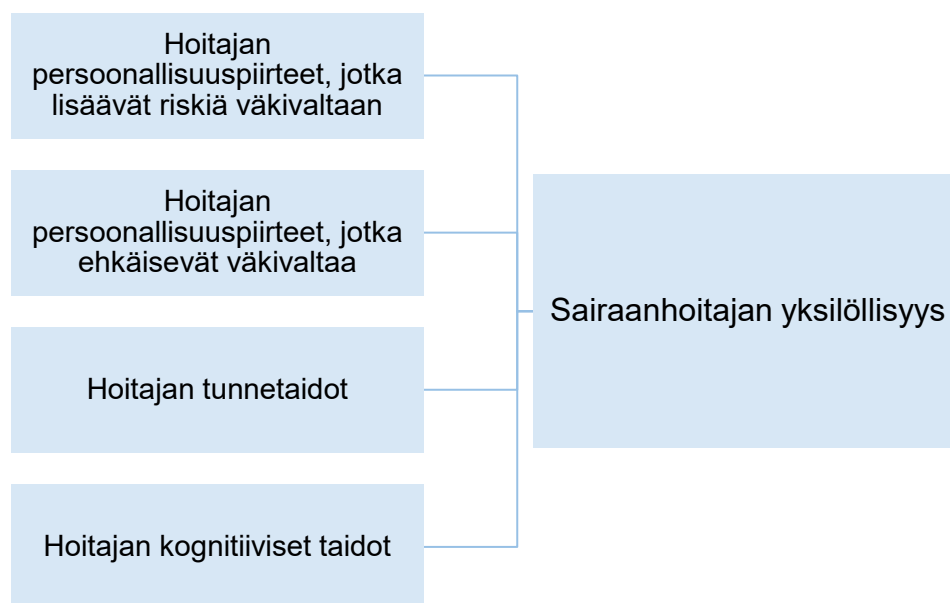 Hoitajan
persoonallisuuspiirteet, jotka
lisäävät riskiä väkivaltaan
Hoitajan
persoonallisuuspiirteet, jotka
ehkäisevät väkivaltaa
Hoitajan tunnetaidot
Hoitajan kognitiiviset taidot
Sairaanhoitajan yksilöllisyys